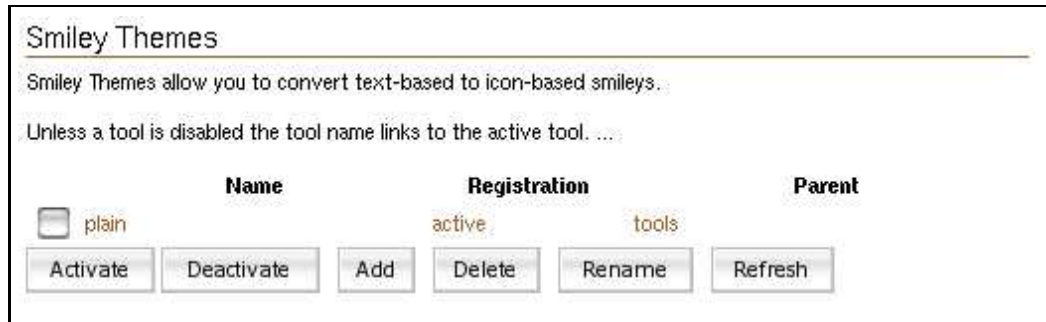 Smiley Themes
Smiley Themes allow you to convert text-based to icon-based smileys.
Unless a tool is disabled the tool name links to the active tool. ...
Name Registration Parent
plain active tools
Activate Deactivate Add Delete Rename Refresh